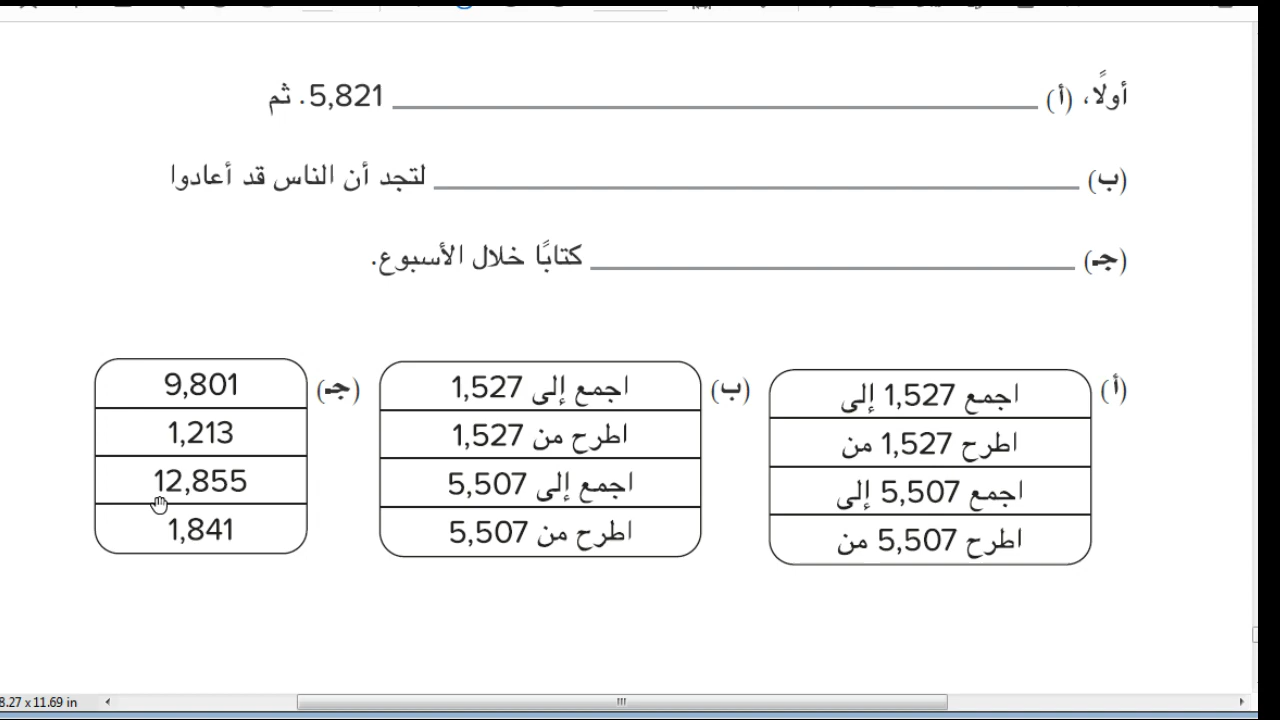 أولًا، (أ) ______ 5,821. ثم
(ب) ______ لتجد أن الناس قد أعادوا
(جـ) ______ كتابًا خلال الأسبوع.
(أ)
اجمع 1,527 إلى
اطرح 1,527 من
اجمع 5,507 إلى
اطرح 5,507 من
(ب)
اجمع إلى 1,527
اطرح من 1,527
اجمع إلى 5,507
اطرح من 5,507
(جـ)
9,801
1,213
12,855
1,841
8.27 x 11.69 in